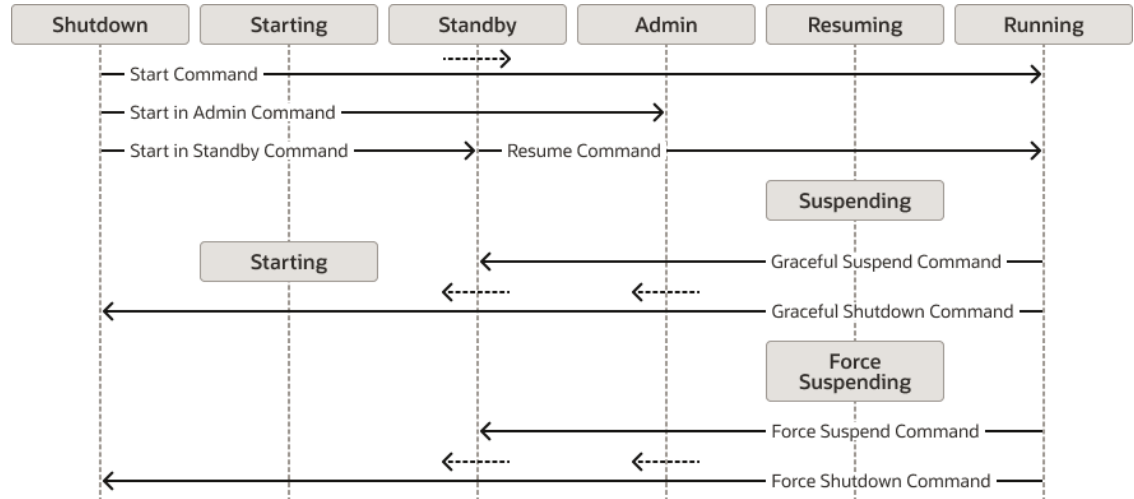 Shutdown
Starting
Standby
Admin
Resuming
Running
Start Command
Start in Admin Command
Start in Standby Command
Resume Command
Suspending
Starting
Graceful Suspend Command
Graceful Shutdown Command
Force
Suspending
Force Suspend Command
Force Shutdown Command